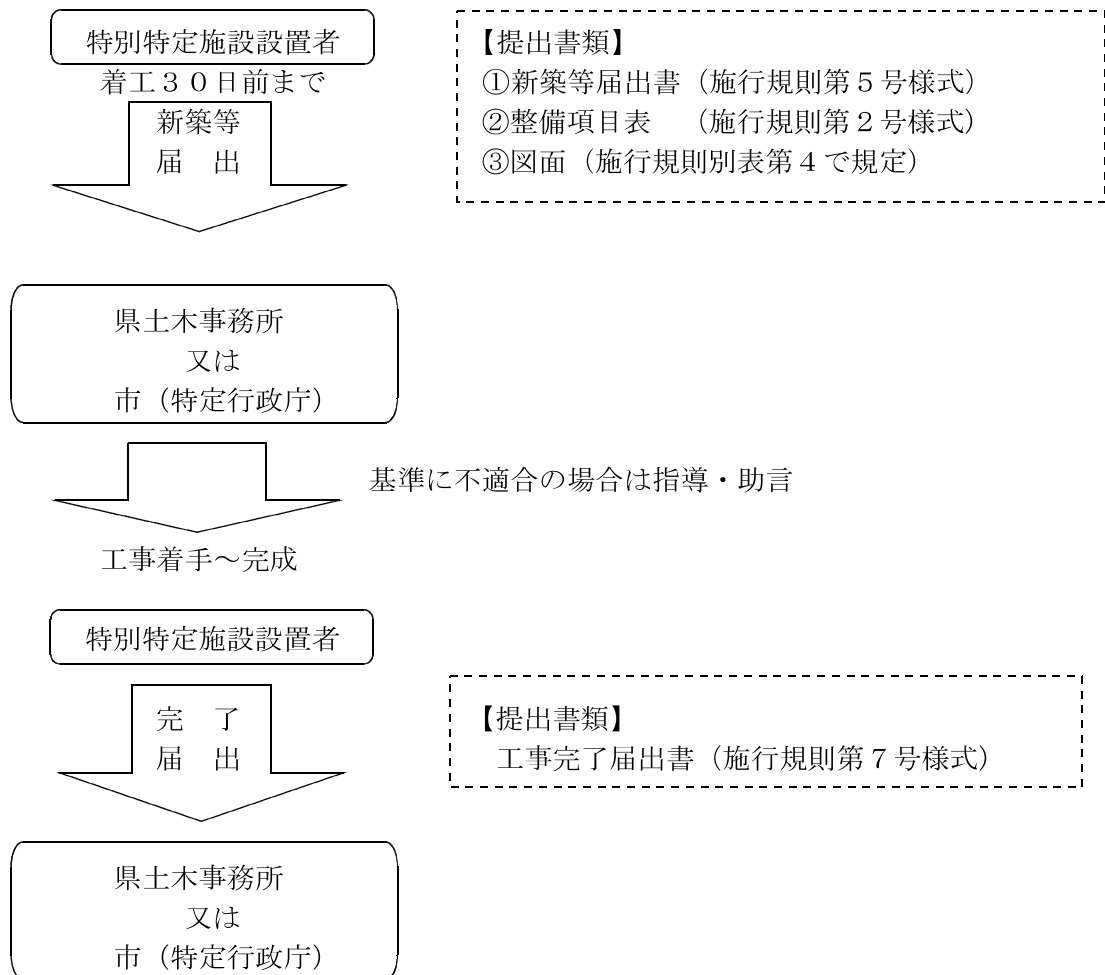 特別特定施設設置者
着工３０日前まで
新築等
届　出
【提出書類】
①新築等届出書（施行規則第５号様式）
②整備項目表　（施行規則第２号様式）
③図面（施行規則別表第４で規定）
県土木事務所
又は
市（特定行政庁）
基準に不適合の場合は指導・助言
工事着手～完成
特別特定施設設置者
完　了
届　出
【提出書類】
工事完了届出書（施行規則第７号様式）
県土木事務所
又は
市（特定行政庁）